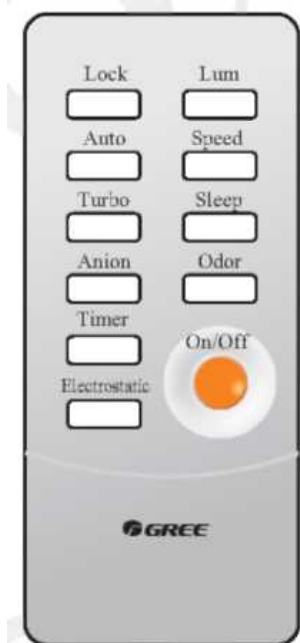 Lock Lum
Auto Speed
Turbo Sleep
Anion Odor
Timer
On/Off
Electrostatic
GREE